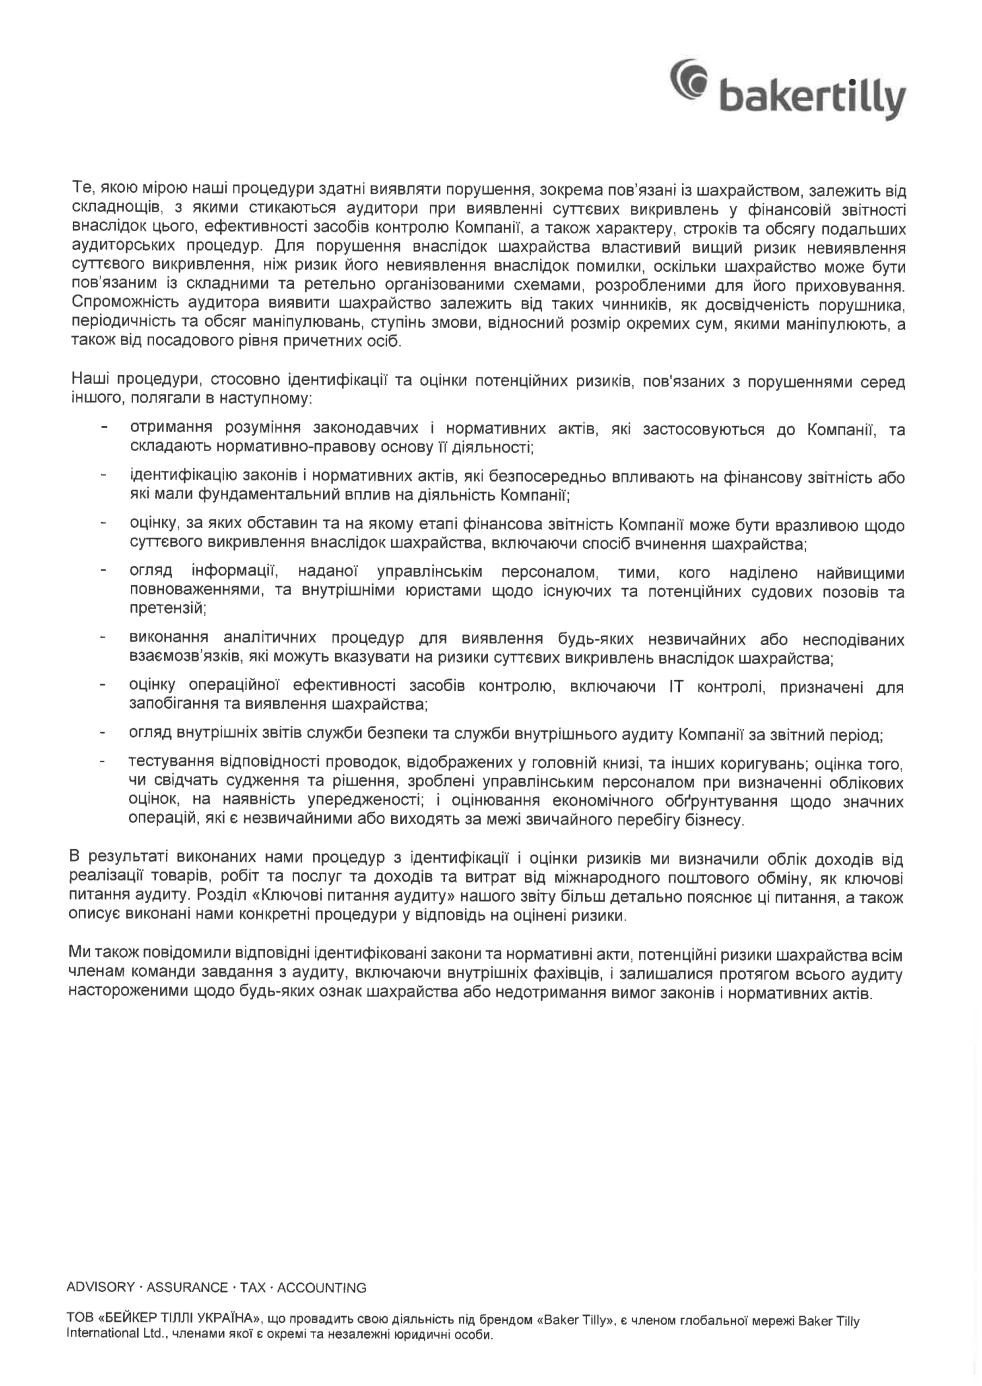 bakertilly
Те, якою мірою наші процедури здатні виявляти порушення, зокрема пов’язані із шахрайством, залежить від
складнощів, з якими стикаються аудитори при виявленні суттєвих викривлень у фінансовій звітності
внаслідок цього, ефективності засобів контролю Компанії, а також характеру, строків та обсягу подальших
аудиторських процедур. Для порушення внаслідок шахрайства властивий вищий ризик невиявлення
суттєвого викривлення, ніж ризик його невиявлення внаслідок помилки, оскільки шахрайство може бути
пов’язаним із складними та ретельно організованими схемами, розробленими для його приховування.
Спроможність аудитора виявити шахрайство залежить від таких чинників, як досвідченість порушника,
періодичність та обсяг маніпулювань, ступінь змови, відносний розмір окремих сум, якими маніпулюють, а
також від посадового рівня причетних осіб.
Наші процедури, стосовно ідентифікації та оцінки потенційних ризиків, пов'язаних з порушеннями серед
іншого, полягали в наступному:
- отримання розуміння законодавчих і нормативних актів, які застосовуються до Компанії, та
складають нормативно-правову основу її діяльності;
- ідентифікацію законів і нормативних актів, які безпосередньо впливають на фінансову звітність або
які мали фундаментальний вплив на діяльність Компанії;
- оцінку, за яких обставин та на якому етапі фінансова звітність Компанії може бути вразливою щодо
суттєвого викривлення внаслідок шахрайства, включаючи спосіб вчинення шахрайства;
- огляд інформації, наданої управлінськім персоналом, тими, кого наділено найвищими
повноваженнями, та внутрішніми юристами щодо існуючих та потенційних судових позовів та
претензій;
- виконання аналітичних процедур для виявлення будь-яких незвичайних або несподіваних
взаємозв’язків, які можуть вказувати на ризики суттєвих викривлень внаслідок шахрайства;
- оцінку операційної ефективності засобів контролю, включаючи ІТ контролі, призначені для
запобігання та виявлення шахрайства;
- огляд внутрішніх звітів служби безпеки та служби внутрішнього аудиту Компанії за звітний період;
- тестування відповідності проводок, відображених у головній книзі, та інших коригувань; оцінка того,
чи свідчать судження та рішення, зроблені управлінським персоналом при визначенні облікових
оцінок, на наявність упередженості; і оцінювання економічного обґрунтування щодо значних
операцій, які є незвичайними або виходять за межі звичайного перебігу бізнесу.
В результаті виконаних нами процедур з ідентифікації і оцінки ризиків ми визначили облік доходів від
реалізації товарів, робіт та послуг та доходів та витрат від міжнародного поштового обміну, як ключові
питання аудиту. Розділ «Ключові питання аудиту» нашого звіту більш детально пояснює ці питання, а також
описує виконані нами конкретні процедури у відповідь на оцінені ризики.
Ми також повідомили відповідні ідентифіковані закони та нормативні акти, потенційні ризики шахрайства всім
членам команди завдання з аудиту, включаючи внутрішніх фахівців, і залишалися протягом всього аудиту
настороженими щодо будь-яких ознак шахрайства або недотримання вимог законів і нормативних актів.
ADVISORY · ASSURANCE · TAX · ACCOUNTING
ТОВ «БЕЙКЕР ТІЛЛІ УКРАЇНА», що провадить свою діяльність під брендом «Baker Tilly», є членом глобальної мережі Baker Tilly
International Ltd., членами якої є окремі та незалежні юридичні особи.